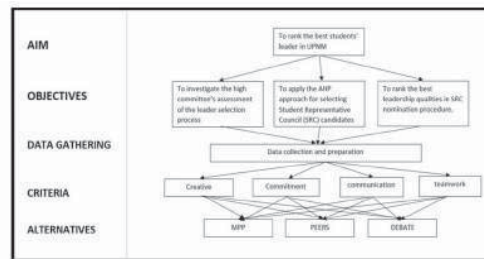 AIM
To rank the best students'
leader in UPNM
OBJECTIVES
To investigate the high
committee's assessment
of the leader selection
process
To apply the ANP
approach for selecting
Student Representative
Council (SRC) candidates
To rank the best
leadership qualities in SRC
nomination procedure.
DATA GATHERING
Data collection and preparation
CRITERIA
Creative
Commitment
communication
teamwork
ALTERNATIVES
MPP
PEERS
DEBATE